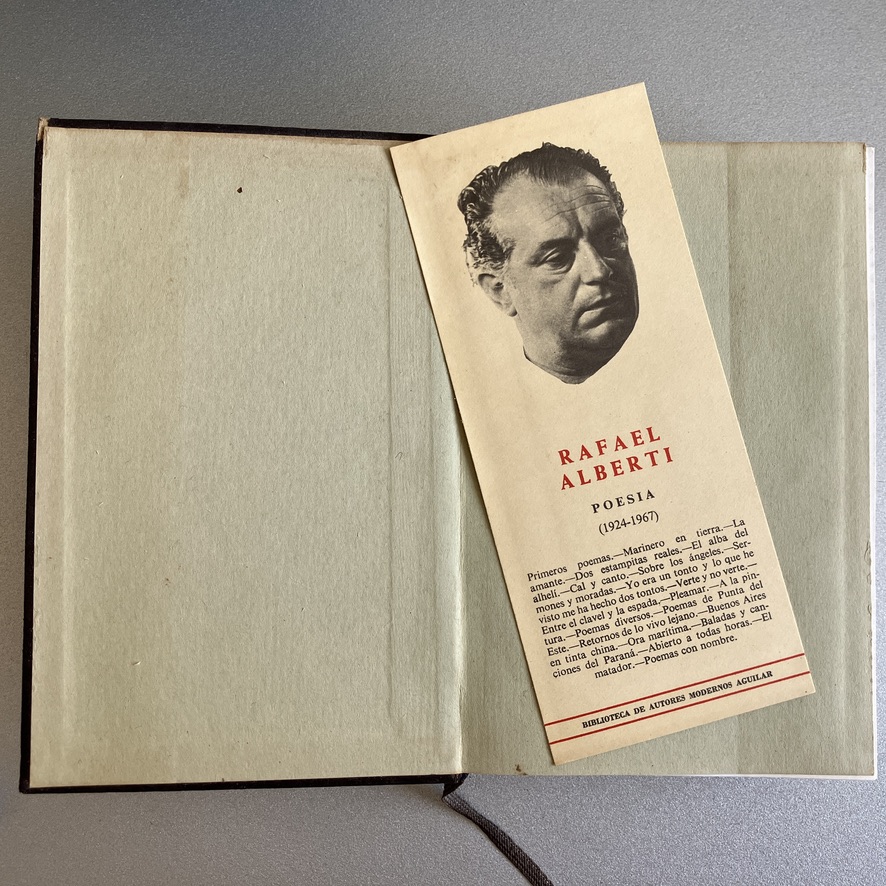 RAFAEL
ALBERTI
POESIA
(1924-1967)
Primeros poemas.—Marinero en tierra.—La
amante.—Dos estampitas reales.—El alba del
alhelí.—Cal y canto.—Sobre los ángeles.—Ser-
mones y moradas.—Yo era un tonto y lo que he
visto me ha hecho dos tontos.—Verte y no verte.—
Entre el clavel y la espada.—Pleamar.—A la pin-
tura.—Poemas diversos.—Poemas de Punta del
Este.—Retornos de lo vivo lejano.—Buenos Aires
en tinta china.—Ora marítima.—Baladas y can-
ciones del Paraná.—Abierto a todas horas.—El
matador.—Poemas con nombre.
BIBLIOTECA DE AUTORES MODERNOS AGUILAR